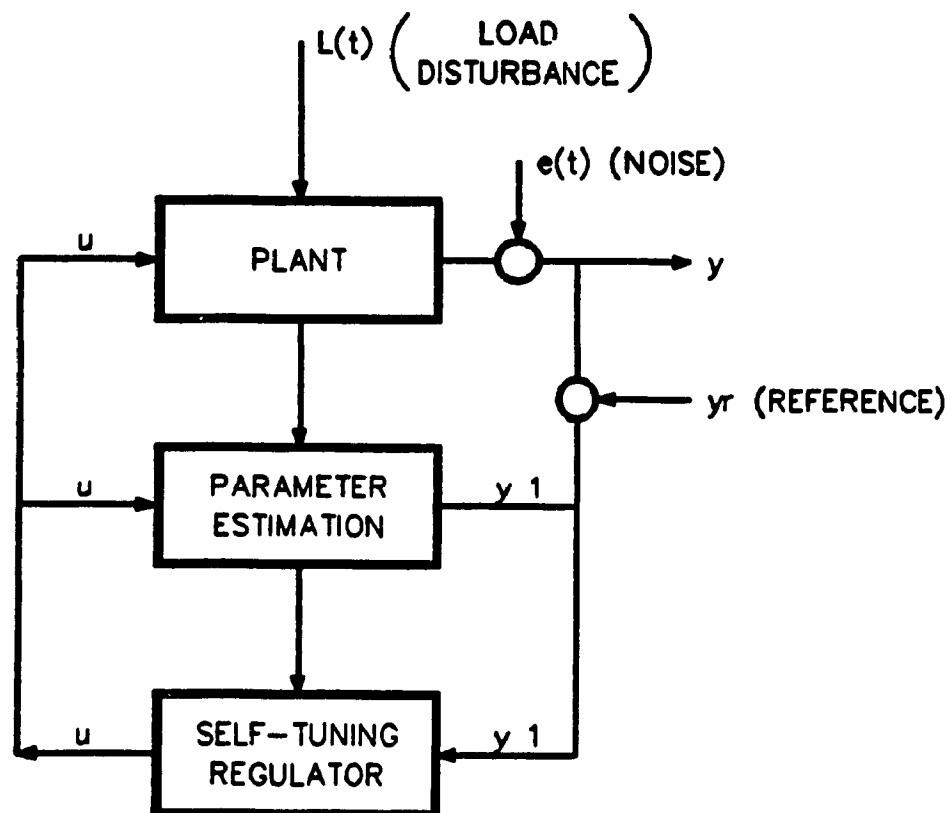 L(t) ( LOAD
DISTURBANCE )
e(t) (NOISE)
u
PLANT
y
yr (REFERENCE)
u
PARAMETER
ESTIMATION
y 1
u
SELF-TUNING
REGULATOR
y 1